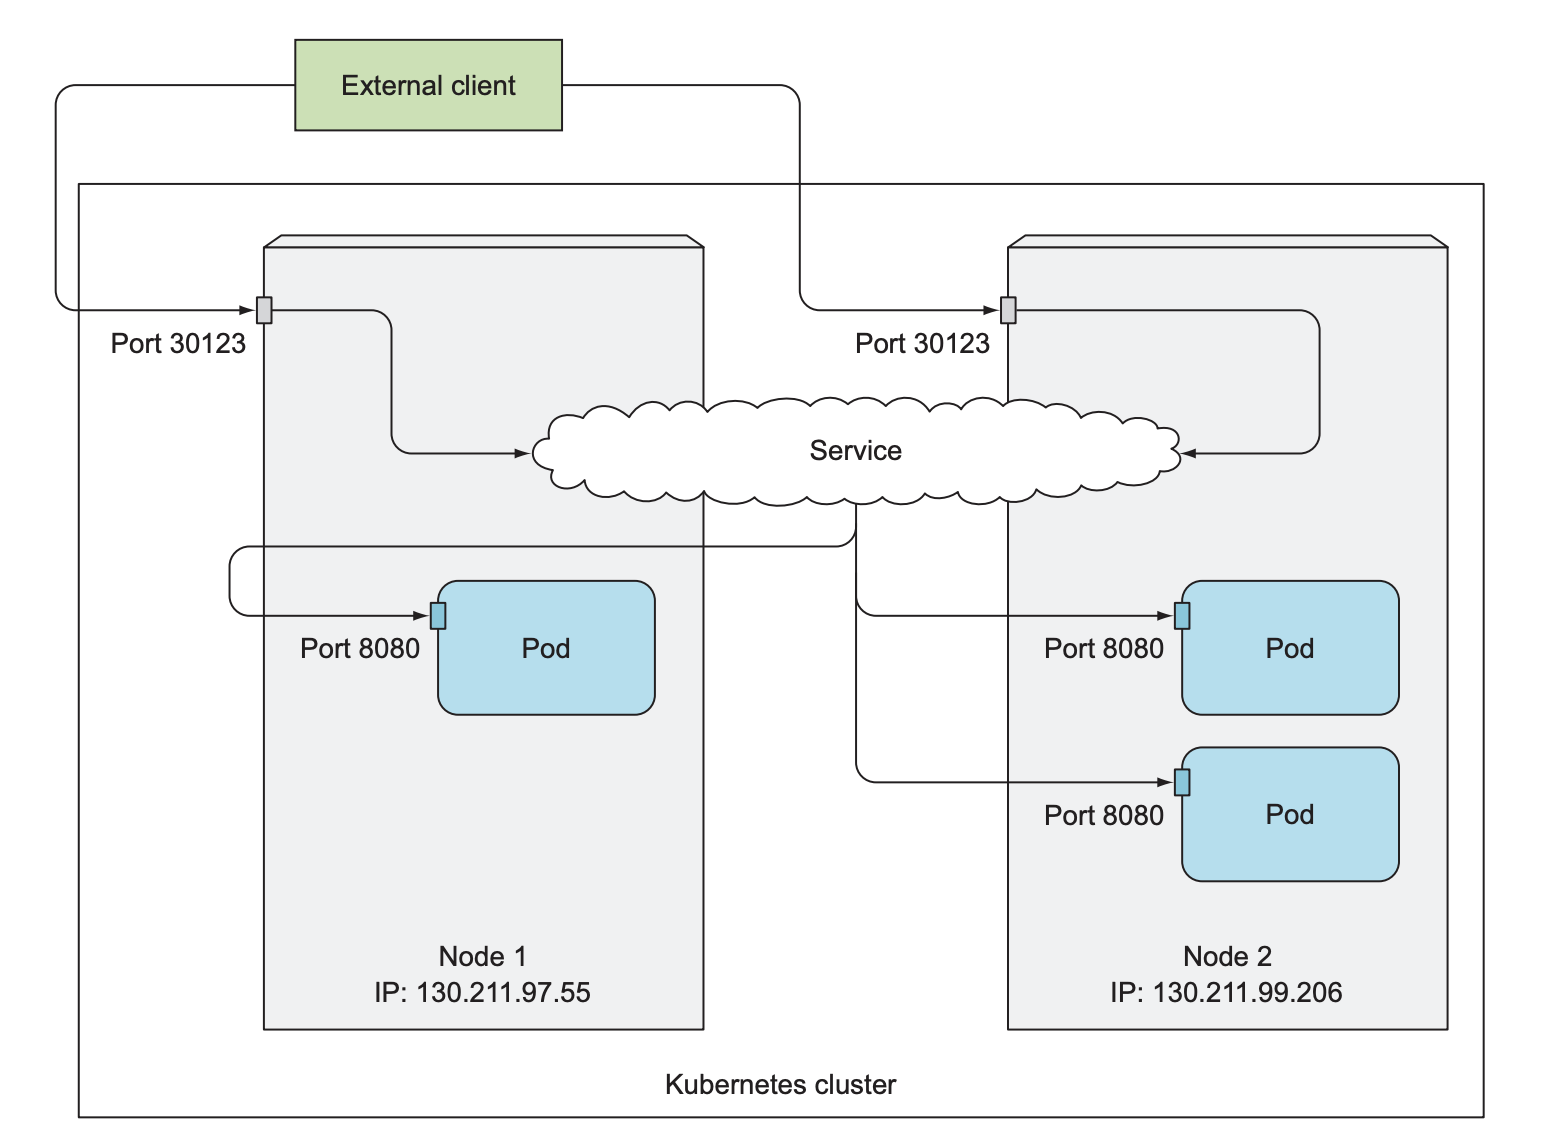 External client
Port 30123
Port 30123
Service
Port 8080
Pod
Port 8080
Pod
Port 8080
Pod
Node 1
IP: 130.211.97.55
Node 2
IP: 130.211.99.206
Kubernetes cluster